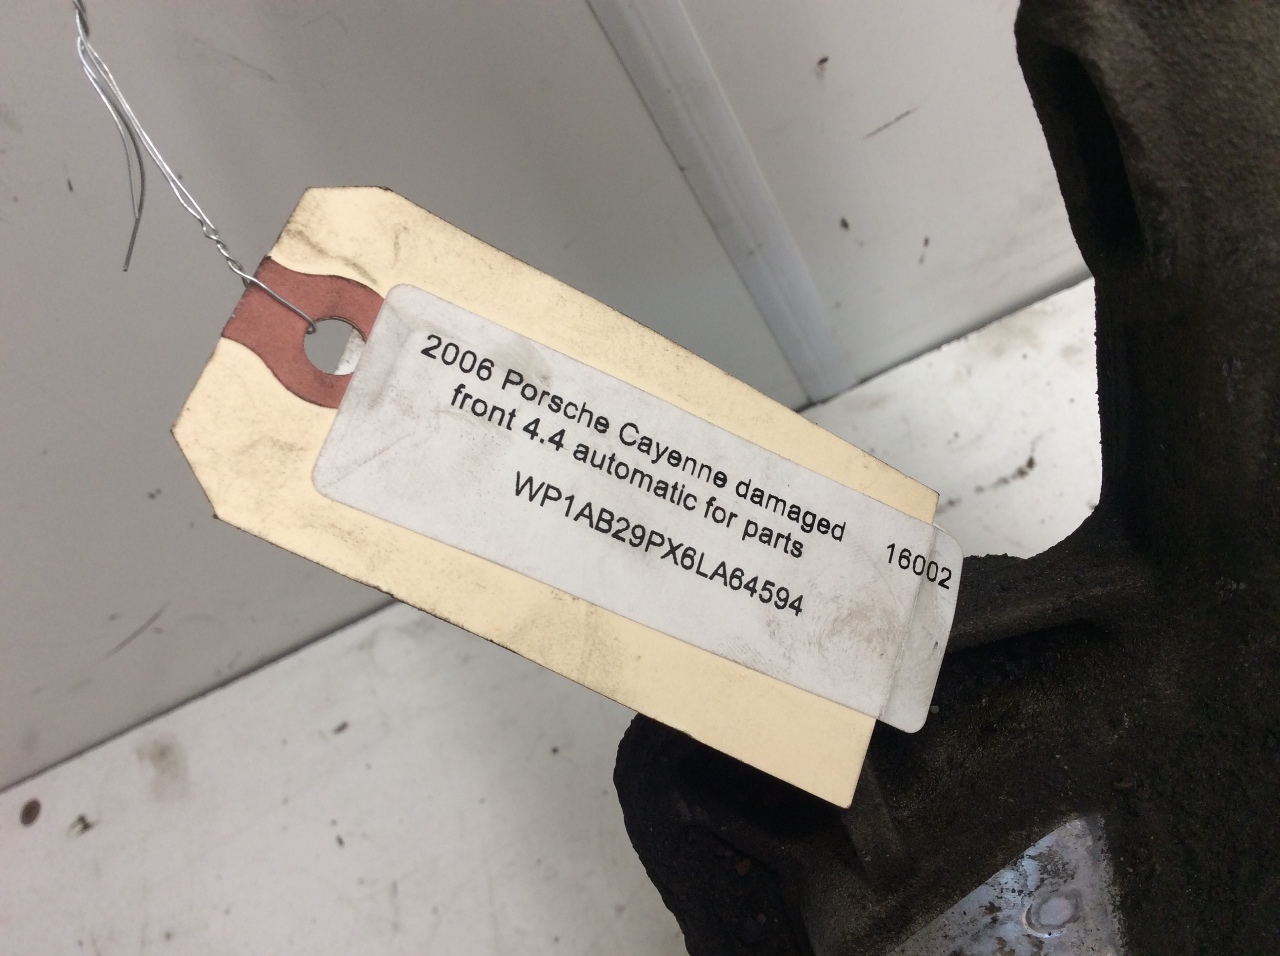 2006 Porsche Cayenne damaged
front 4.4 automatic for parts
16002
WP1AB29PX6LA64594